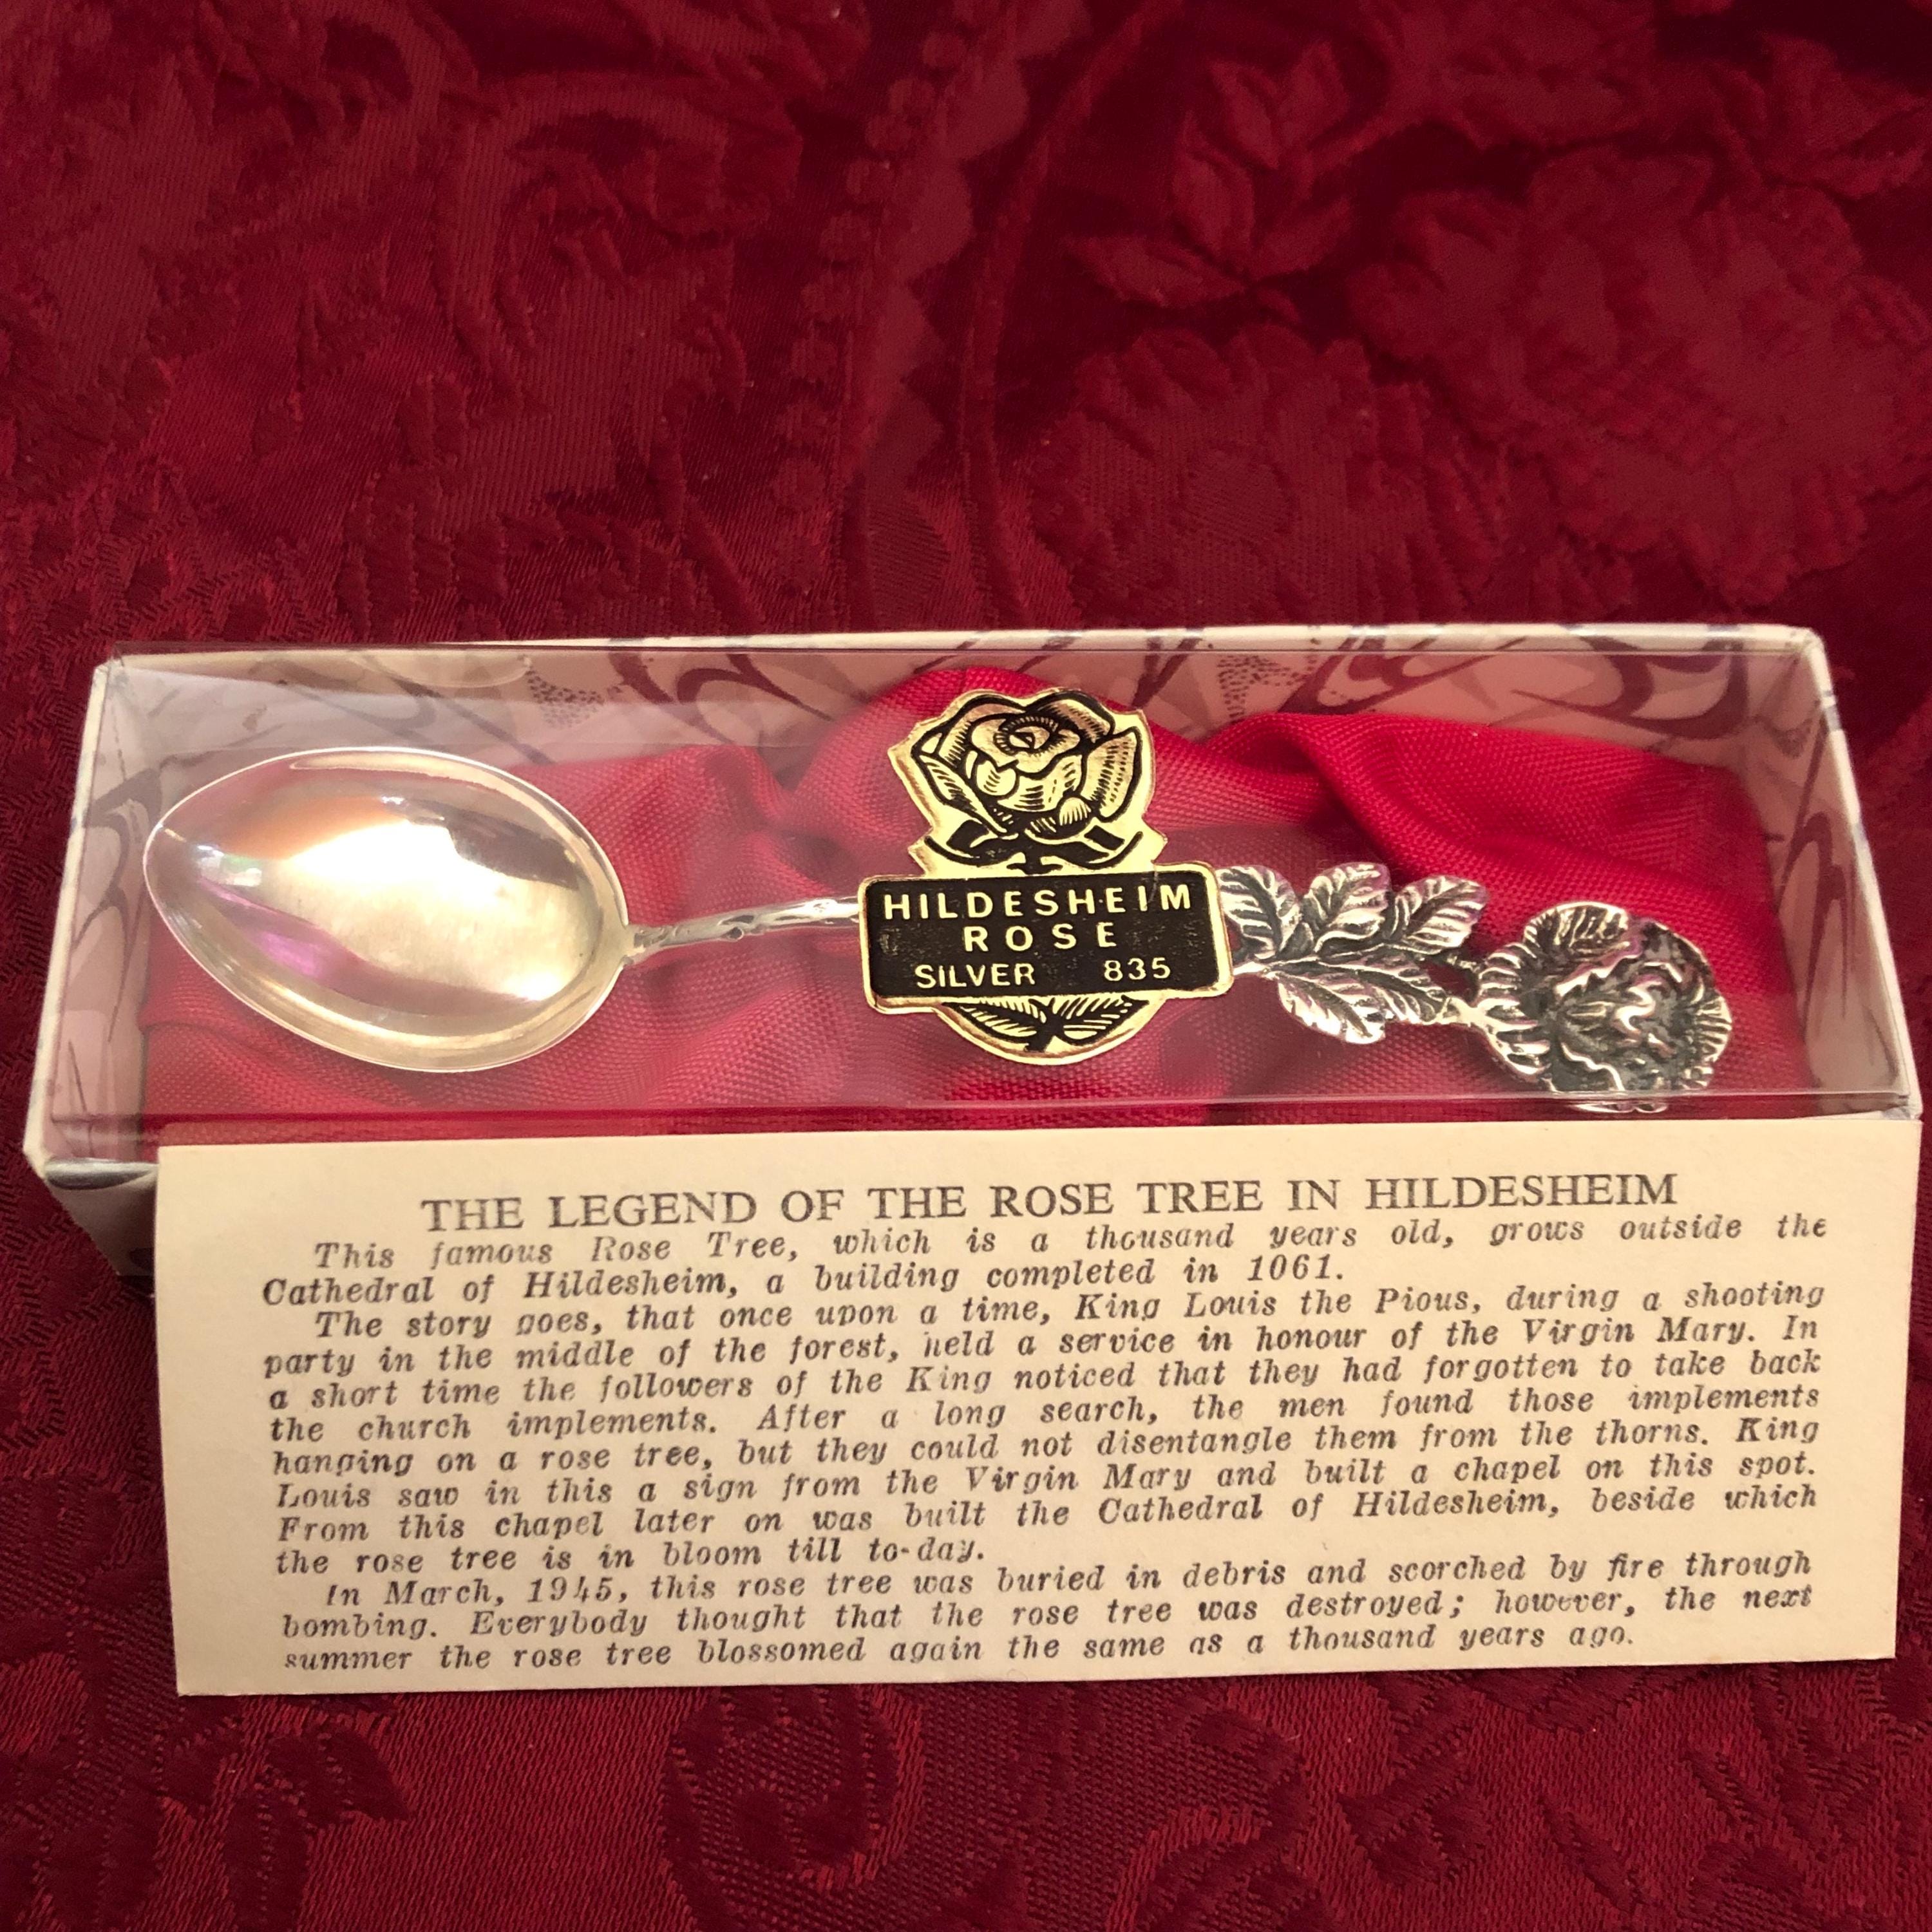 HILDESHEIM
ROSE
SILVER 835
THE LEGEND OF THE ROSE TREE IN HILDESHEIM
This famous Rose Tree, which is a thousand years old, grows outside the
Cathedral of Hildesheim, a building completed in 1061.
The story goes, that once upon a time, King Louis the Pious, during a shooting
party in the middle of the forest, held a service in honour of the Virgin Mary. In
a short time the followers of the King noticed that they had forgotten to take back
the church implements. After a long search, the men found those implements
hanging on a rose tree, but they could not disentangle them from the thorns. King
Louis saw in this a sign from the Virgin Mary and built a chapel on this spot.
From this chapel later on was built the Cathedral of Hildesheim, beside which
the rose tree is in bloom till to-day.
In March, 1945, this rose tree was buried in debris and scorched by fire through
bombing. Everybody thought that the rose tree was destroyed; however, the next
summer the rose tree blossomed again the same as a thousand years ago.